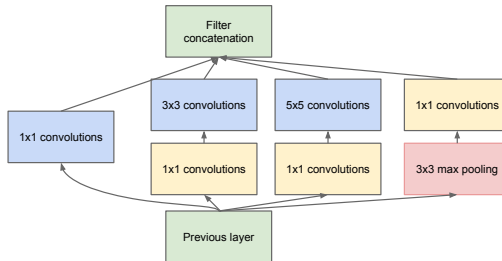 Filter
concatenation
3x3 convolutions
5x5 convolutions
1x1 convolutions
1x1 convolutions
1x1 convolutions
1x1 convolutions
3x3 max pooling
Previous layer